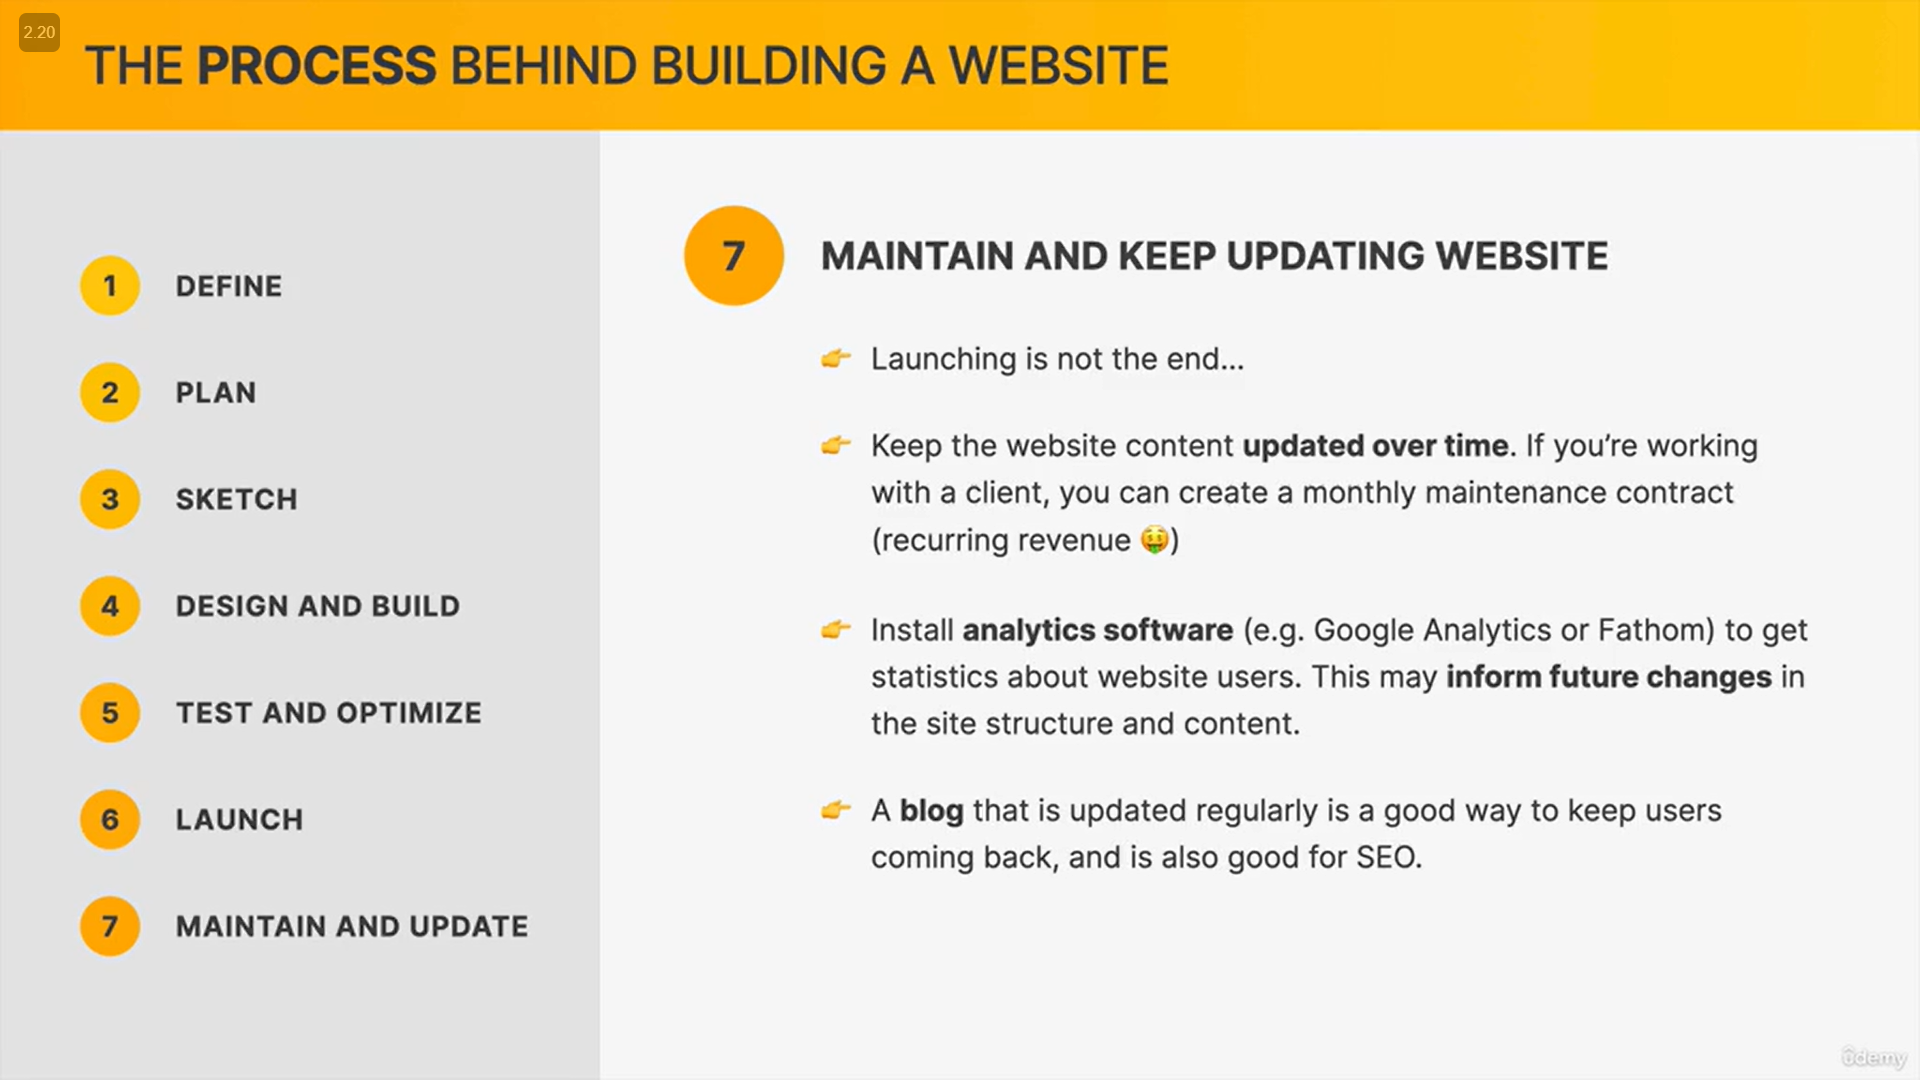 2.20
THE PROCESS BEHIND BUILDING A WEBSITE
1 DEFINE
2 PLAN
3 SKETCH
4 DESIGN AND BUILD
5 TEST AND OPTIMIZE
6 LAUNCH
7 MAINTAIN AND UPDATE
7 MAINTAIN AND KEEP UPDATING WEBSITE
👉 Launching is not the end…
👉 Keep the website content updated over time. If you’re working
with a client, you can create a monthly maintenance contract
(recurring revenue 🤑)
👉 Install analytics software (e.g. Google Analytics or Fathom) to get
statistics about website users. This may inform future changes in
the site structure and content.
👉 A blog that is updated regularly is a good way to keep users
coming back, and is also good for SEO.
ûdemy